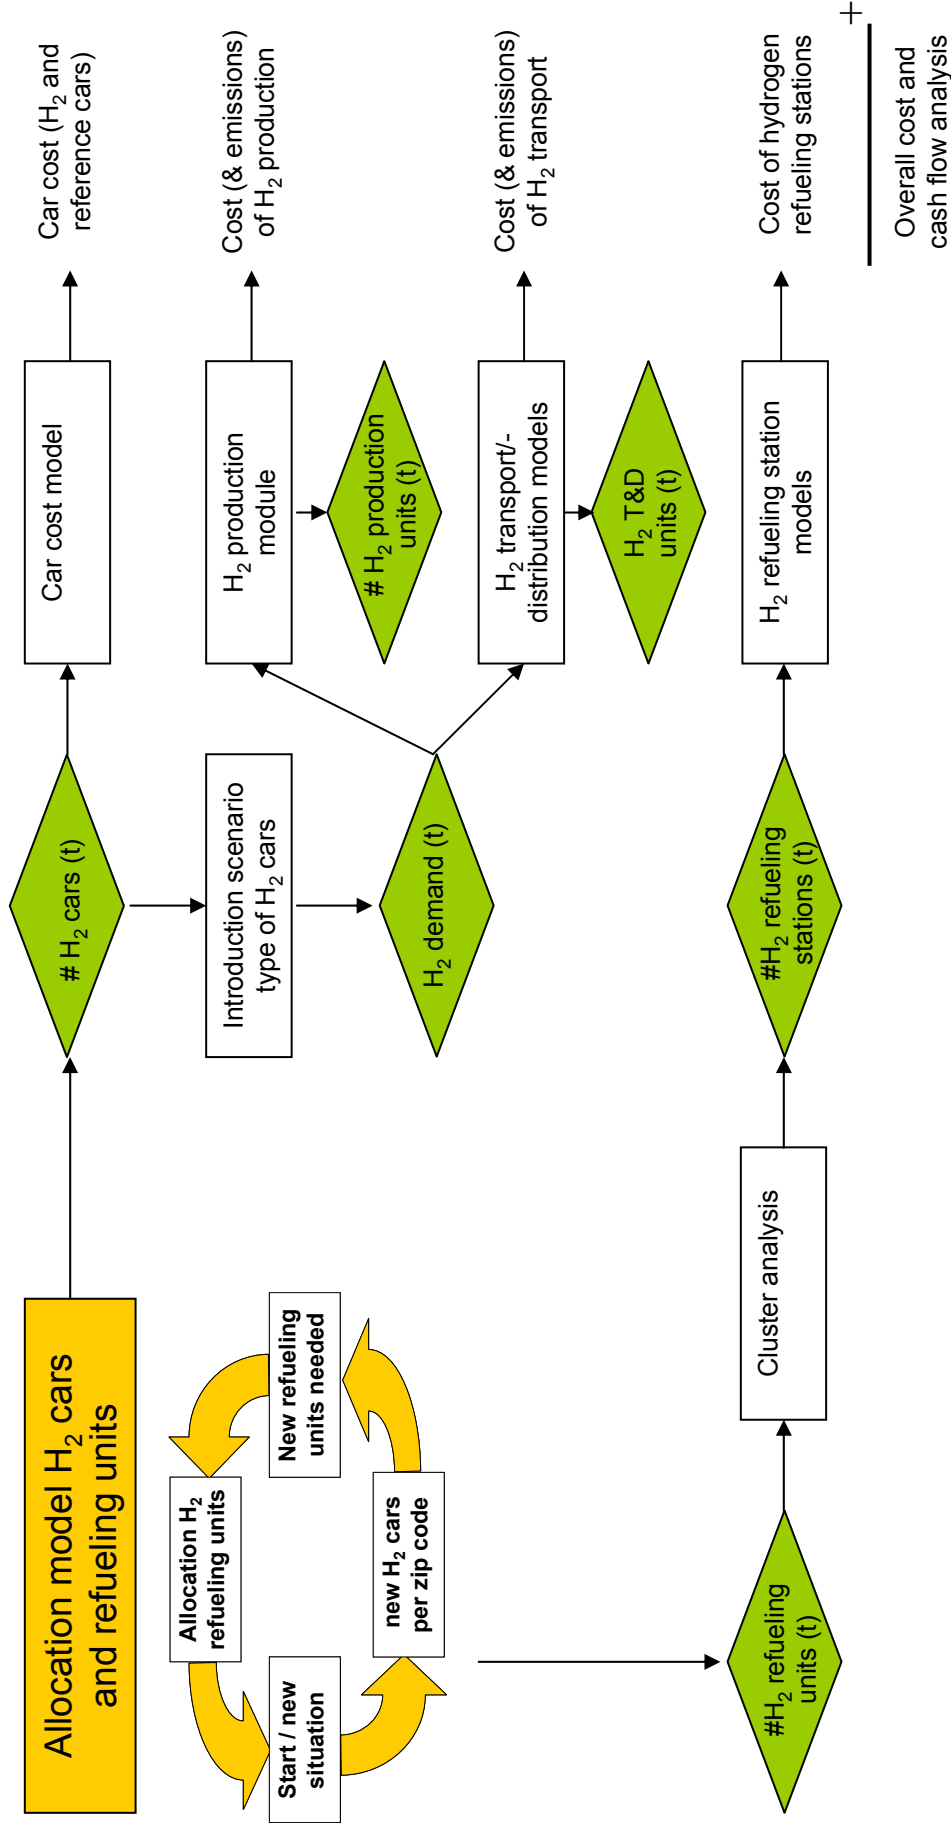 Allocation model H₂ cars
and refueling units
Allocation H₂
refueling units
Start / new
situation
New refueling
units needed
new H₂ cars
per zip code
#H₂ refueling
units (t)
Cluster analysis
#H₂ refueling
stations (t)
# H₂ cars (t)
Introduction scenario
type of H₂ cars
H₂ demand (t)
Car cost model
H₂ production
module
# H₂ production
units (t)
H₂ transport/-
distribution models
H₂ T&D
units (t)
H₂ refueling station
models
Car cost (H₂ and
reference cars)
Cost (& emissions)
of H₂ production
Cost (& emissions)
of H₂ transport
Cost of hydrogen
refueling stations
+
Overall cost and
cash flow analysis